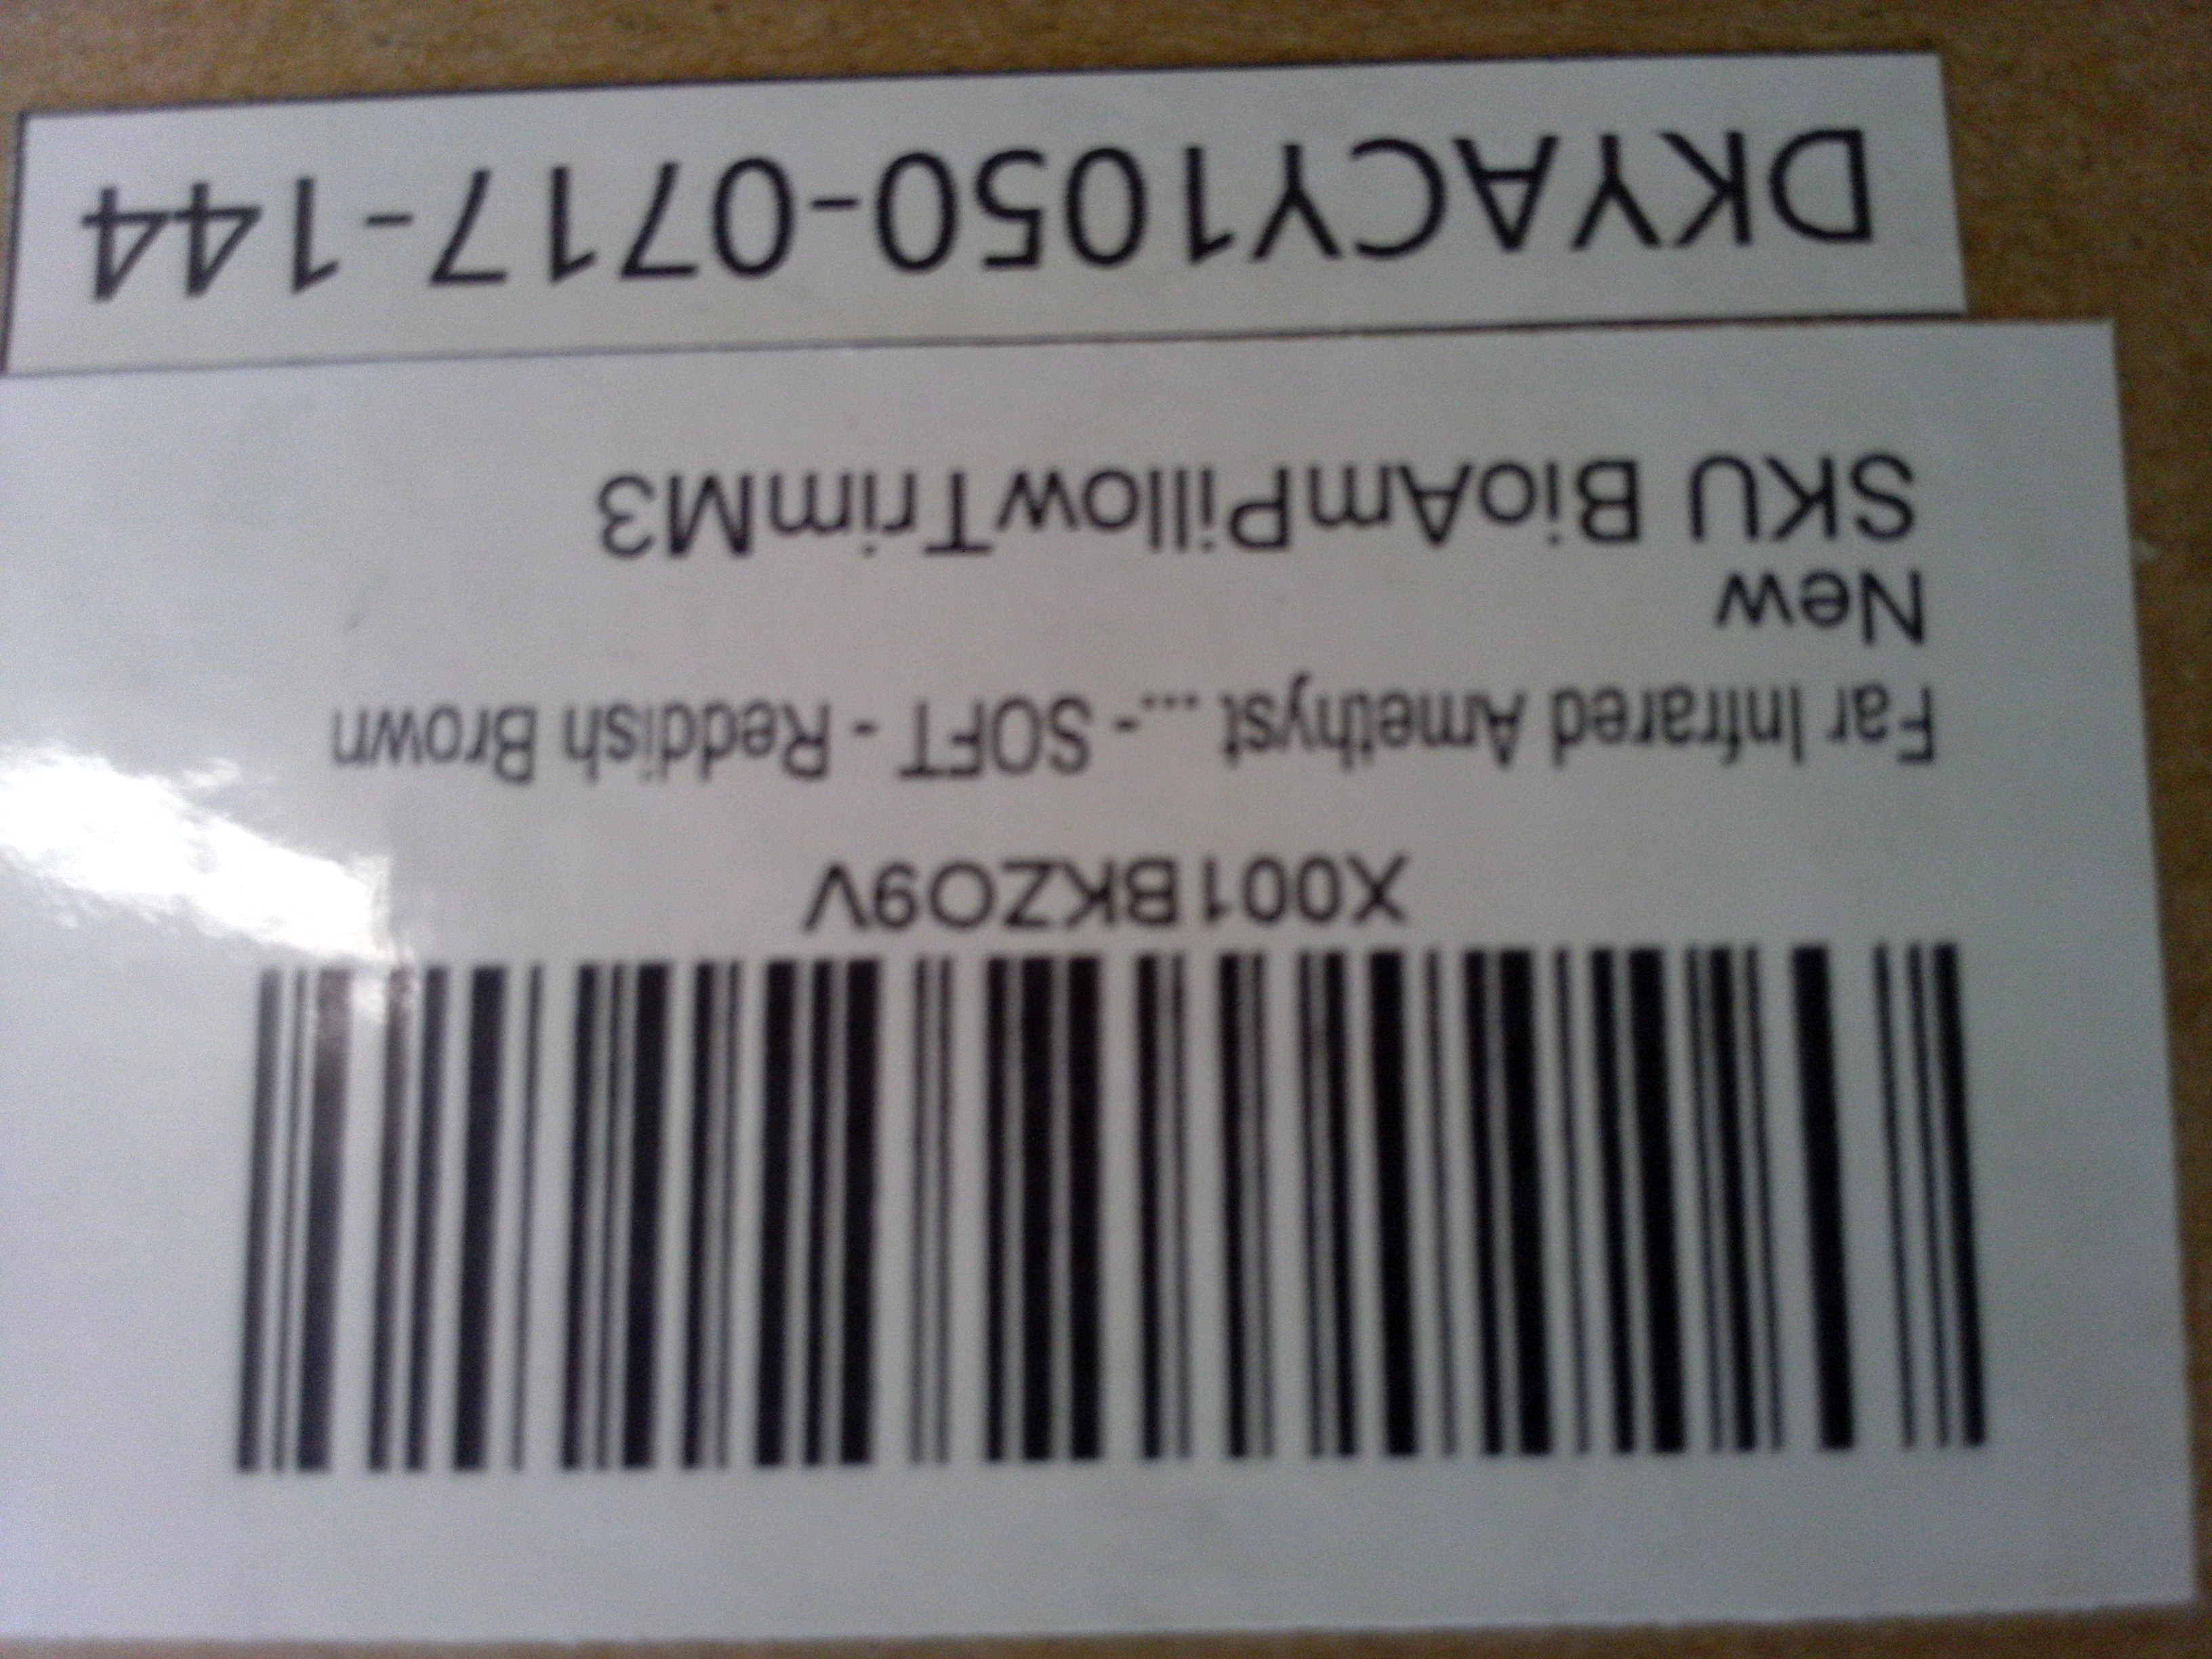 X001BKZO9V
Far Infrared Amethyst ...- SOFT - Reddish Brown
New
SKU BioAmPillowTrimM3
DKYACY1050-0717-144